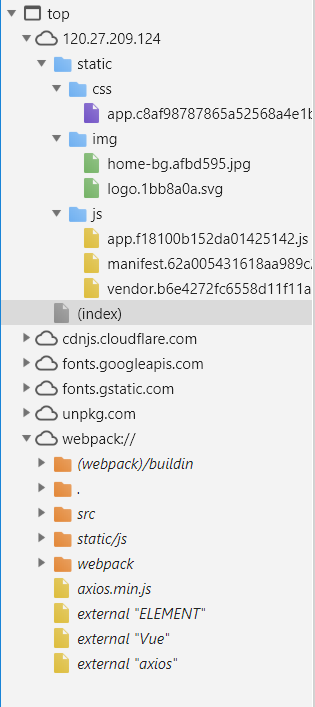 top
120.27.209.124
static
css
app.c8af98787865a52568a4e1b
img
home-bg.afbd595.jpg
logo.1bb8a0a.svg
js
app.f18100b152da01425142.js
manifest.62a005431618aa989c.
vendor.b6e4272fc6558d11f11a
(index)
cdnjs.cloudflare.com
fonts.googleapis.com
fonts.gstatic.com
unpkg.com
webpack://
(webpack)/buildin
.
src
static/js
webpack
axios.min.js
external "ELEMENT"
external "Vue"
external "axios"